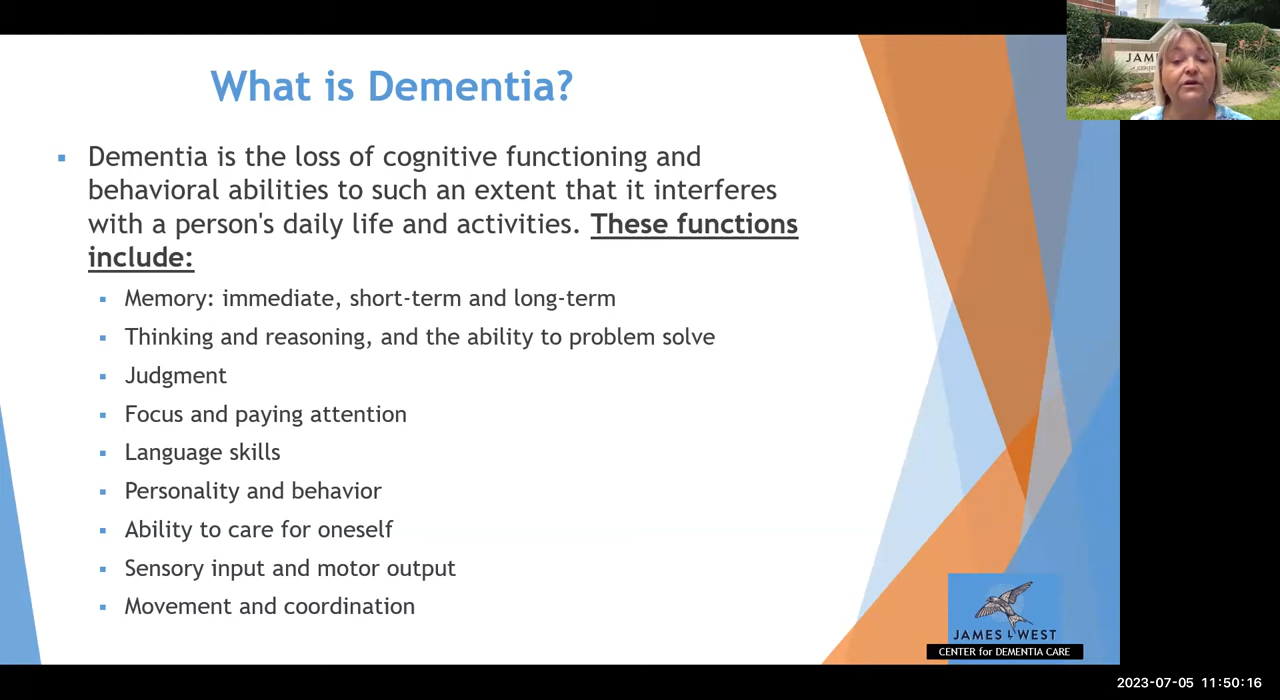 What is Dementia?
Dementia is the loss of cognitive functioning and
behavioral abilities to such an extent that it interferes
with a person's daily life and activities. These functions
include:
Memory: immediate, short-term and long-term
Thinking and reasoning, and the ability to problem solve
Judgment
Focus and paying attention
Language skills
Personality and behavior
Ability to care for oneself
Sensory input and motor output
Movement and coordination
JAM
JAMES L WEST
CENTER for DEMENTIA CARE
2023-07-05 11:50:16